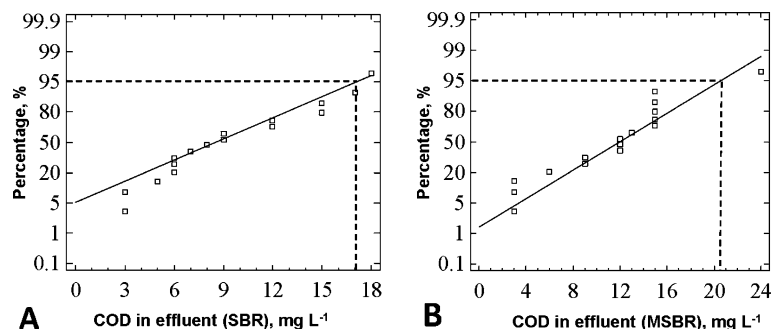 Percentage, %
99.9
99
95
80
50
20
5
1
0.1
0 3 6 9 12 15 18
COD in effluent (SBR), mg L-1
A
Percentage, %
99.9
99
95
80
50
20
5
1
0.1
0 4 8 12 16 20 24
COD in effluent (MSBR), mg L-1
B